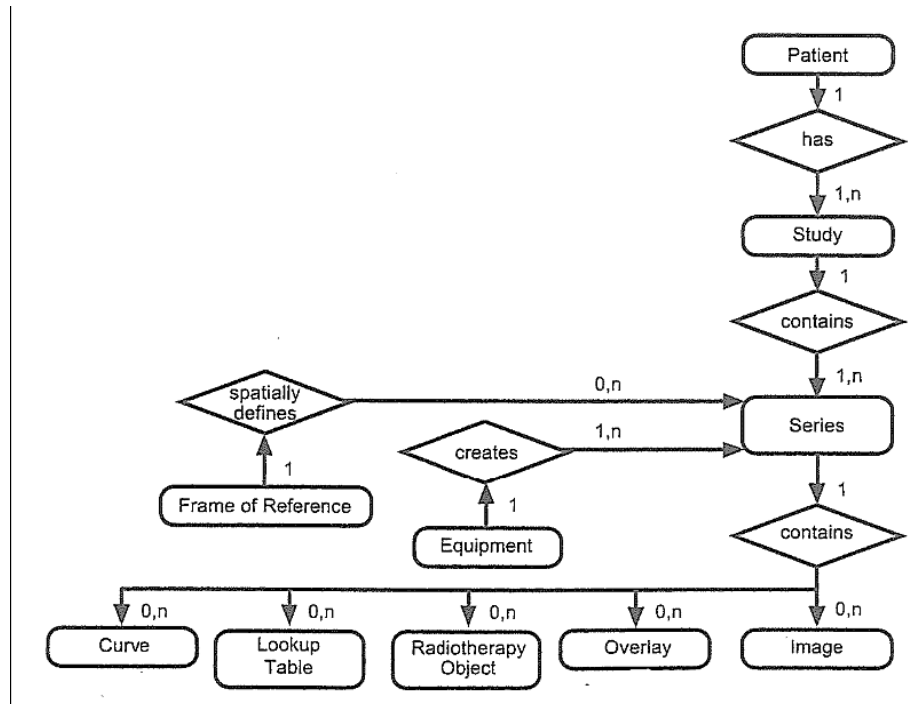 Patient
1
has
1,n
Study
1
contains
1,n
spatially
defines
0,n
Series
1,n
creates
1
1
Frame of Reference
1
contains
Equipment
0,n
0,n
0,n
0,n
0,n
Curve
Lookup
Table
Radiotherapy
Object
Overlay
Image